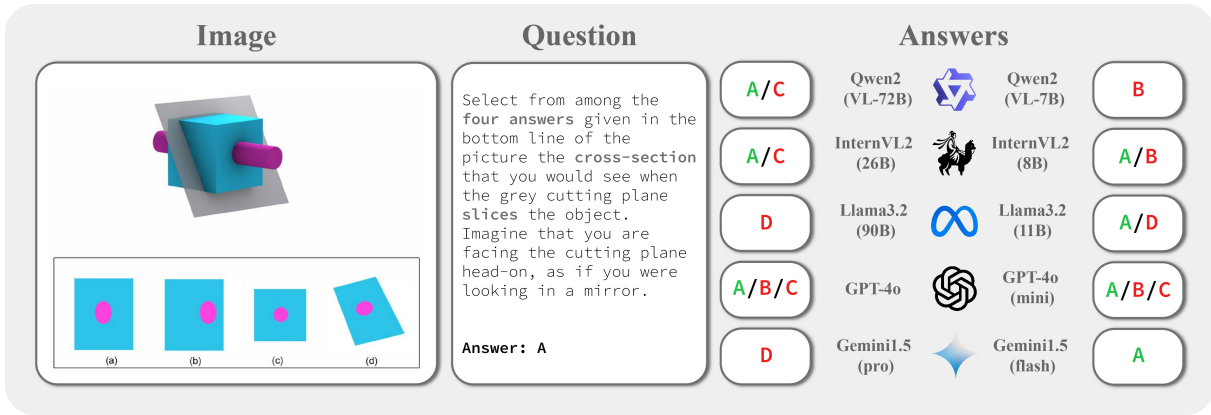 Image
Question
Answers
(a)
(b)
(c)
(d)
Select from among the
four answers given in the
bottom line of the
picture the cross-section
that you would see when
the grey cutting plane
slices the object.
Imagine that you are
facing the cutting plane
head-on, as if you were
looking in a mirror.
Answer: A
A/C
Qwen2
(VL-72B)
Qwen2
(VL-7B)
B
A/C
InternVL2
(26B)
InternVL2
(8B)
A/B
D
Llama3.2
(90B)
Llama3.2
(11B)
A/D
A/B/C
GPT-4o
GPT-4o
(mini)
A/B/C
D
Gemini1.5
(pro)
Gemini1.5
(flash)
A